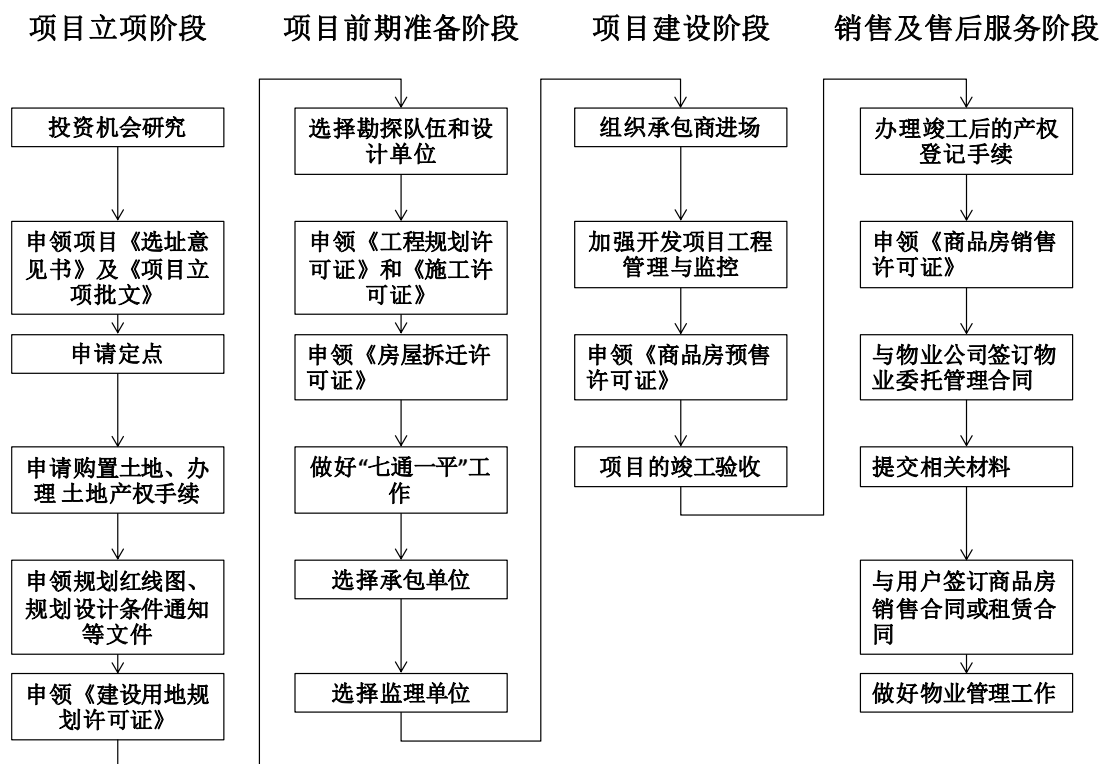 项目立项阶段
投资机会研究
申领项目《选址意
见书》及《项目立
项批文》
申请定点
申请购置土地、办
理 土地产权手续
申领规划红线图、
规划设计条件通知
等文件
申领《建设用地规
划许可证》
项目前期准备阶段
选择勘探队伍和设
计单位
申领《工程规划许
可证》和《施工许
可证》
申领《房屋拆迁许
可证》
做好“七通一平”工
作
选择承包单位
选择监理单位
项目建设阶段
组织承包商进场
加强开发项目工程
管理与监控
申领《商品房预售
许可证》
项目的竣工验收
销售及售后服务阶段
办理竣工后的产权
登记手续
申领《商品房销售
许可证》
与物业公司签订物
业委托管理合同
提交相关材料
与用户签订商品房
销售合同或租赁合
同
做好物业管理工作